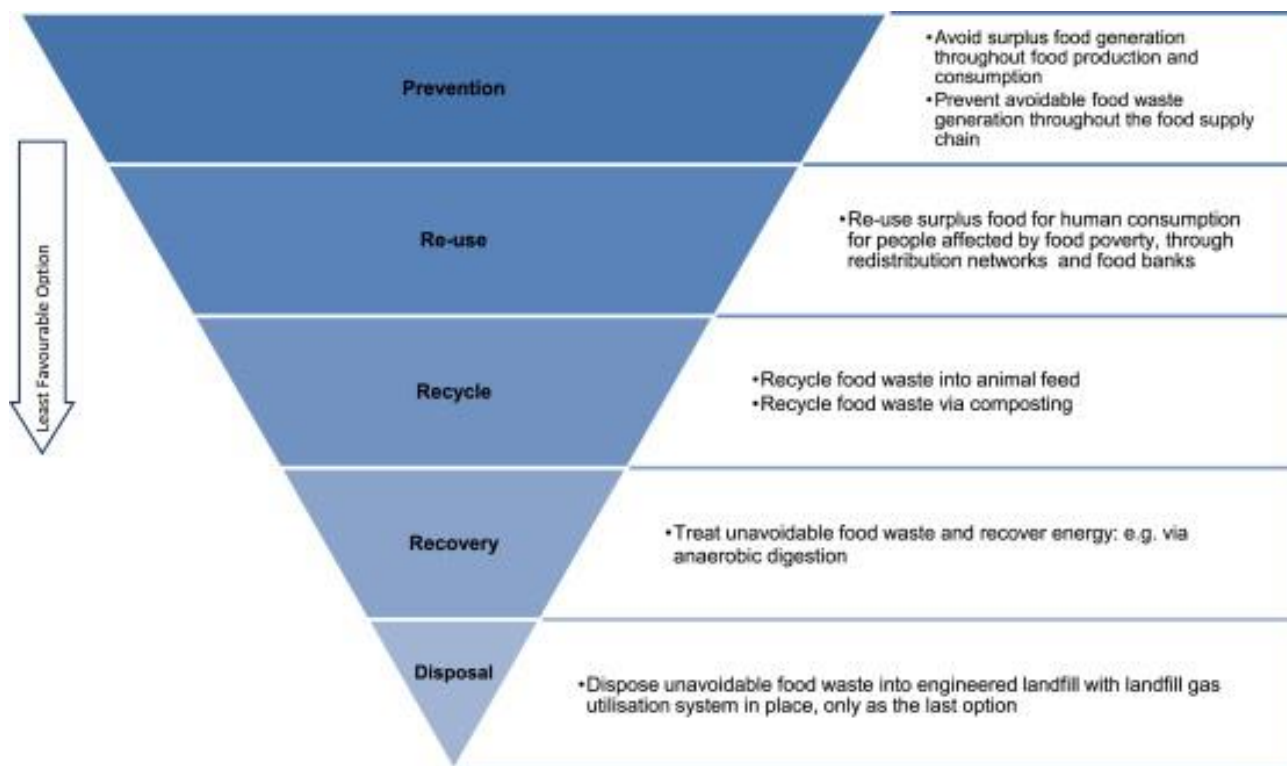 Prevention
•Avoid surplus food generation
throughout food production and
consumption
•Prevent avoidable food waste
generation throughout the food supply
chain
Least Favourable Option
Re-use
•Re-use surplus food for human consumption
for people affected by food poverty, through
redistribution networks and food banks
Recycle
•Recycle food waste into animal feed
•Recycle food waste via composting
Recovery
•Treat unavoidable food waste and recover energy: e.g. via
anaerobic digestion
Disposal
•Dispose unavoidable food waste into engineered landfill with landfill gas
utilisation system in place, only as the last option